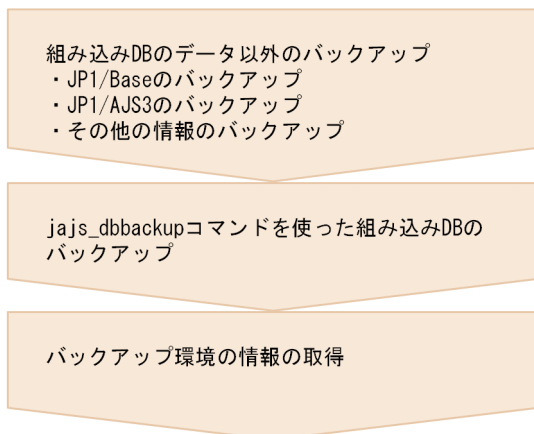 組み込みDBのデータ以外のバックアップ
・JP1/Baseのバックアップ
・JP1/AJS3のバックアップ
・その他の情報のバックアップ
jajs_dbbackupコマンドを使った組み込みDBの
バックアップ
バックアップ環境の情報の取得